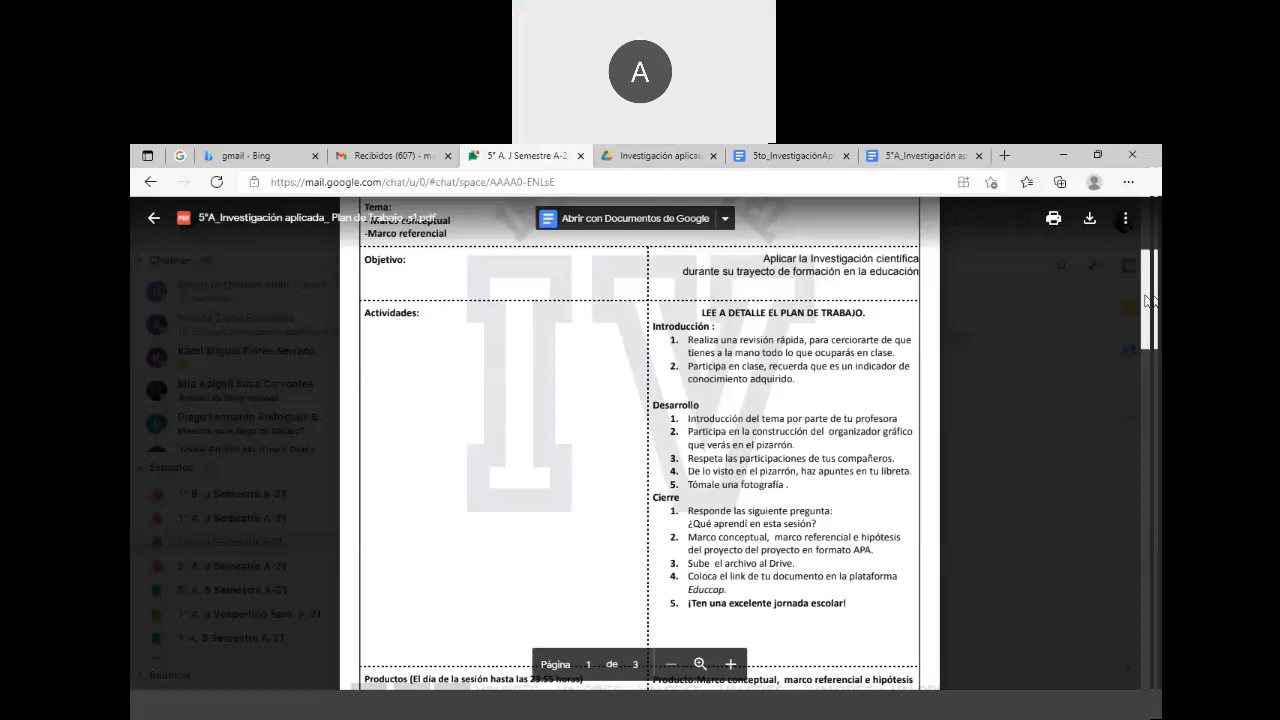 A
gmail - Bing
Recibidos (607) - m.
5° A. J Semestre A-2
Investigación aplicac
5to_InvestigaciónAp
5°A_Investigación ap
https://mail.google.com/chat/u/0/#chat/space/AAAA0-ENLsE
5°A_Investigación aplicada_Plan de Trabajo_s1.pdf
Abrir con Documentos de Google
Tema:
- Marco conceptual
-Marco referencial
Objetivo:
Aplicar la Investigación científica
durante su trayecto de formación en la educación
Actividades:
LEE A DETALLE EL PLAN DE TRABAJO.
Introducción :
1. Realiza una revisión rápida, para cerciorarte de que
tienes a la mano todo lo que ocuparás en clase.
2. Participa en clase, recuerda que es un indicador de
conocimiento adquirido.
Desarrollo
1. Introducción del tema por parte de tu profesora
2. Participa en la construcción del organizador gráfico
que verás en el pizarrón.
3. Respeta las participaciones de tus compañeros.
4. De lo visto en el pizarrón, haz apuntes en tu libreta.
5. Tómale una fotografía .
Cierre
1. Responde las siguiente pregunta:
¿Qué aprendí en esta sesión?
2. Marco conceptual, marco referencial e hipótesis
del proyecto del proyecto en formato APA.
3. Sube el archivo al Drive.
4. Coloca el link de tu documento en la plataforma
Educcap.
5. ¡Ten una excelente jornada escolar!
Productos (El día de la sesión hasta las 23:55 horas)
Producto:Marco conceptual, marco referencial e hipótesis
Página 1 de 3
IV
Chatear
Karol Miguel Flores Serrano
Mia Abigail Sosa Cervantes
Diego Leonardo Rodriguez S...
1° B. J Semestre A-21
1° A. J Semestre A-21
3° A. J Semestre A-21
5° A. S Semestre A-21
1° A. J Vespertino Sem. A-21
1° A. S Semestre A-21